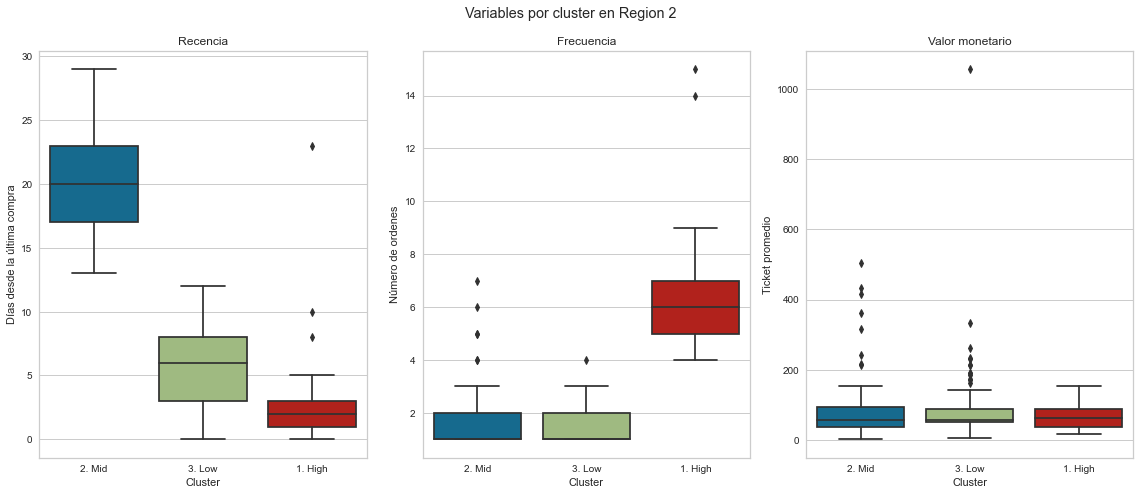 Variables por cluster en Region 2
Recencia
Días desde la última compra
30
25
20
15
10
5
0
2. Mid 3. Low 1. High
Cluster
Frecuencia
Número de ordenes
14
12
10
8
6
4
2
2. Mid 3. Low 1. High
Cluster
Valor monetario
Ticket promedio
1000
800
600
400
200
0
2. Mid 3. Low 1. High
Cluster